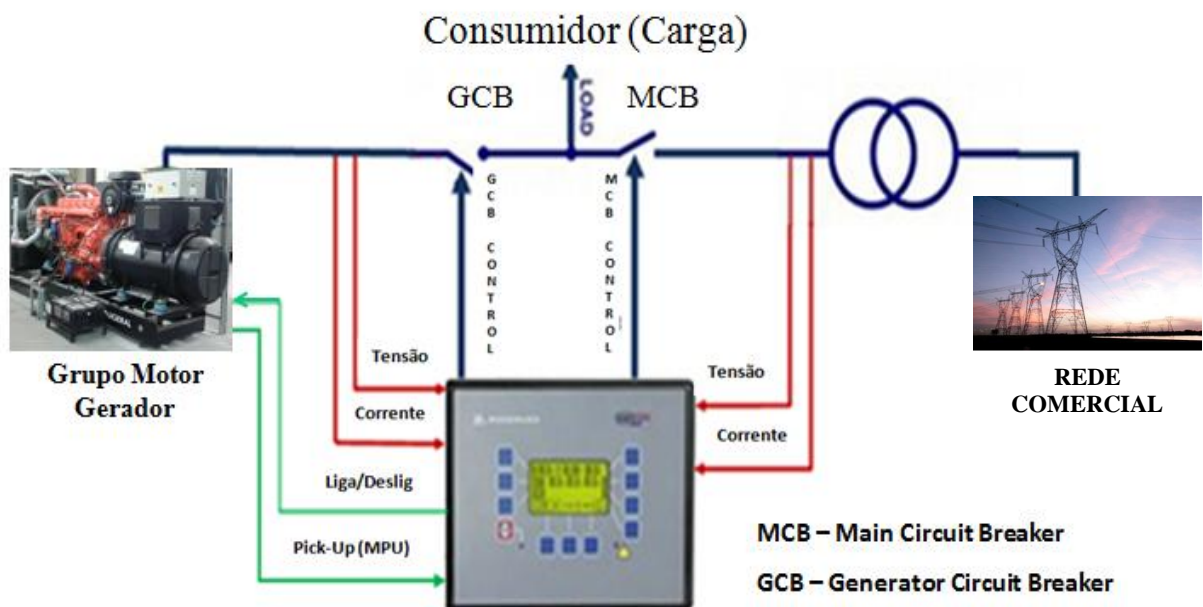 Consumidor (Carga)
GCB
LOAD
MCB
GCB CONTROL
MCB CONTROL
Tensão
Corrente
Liga/Deslig
Pick-Up (MPU)
Tensão
Corrente
Grupo Motor
Gerador
REDE
COMERCIAL
MCB – Main Circuit Breaker
GCB – Generator Circuit Breaker